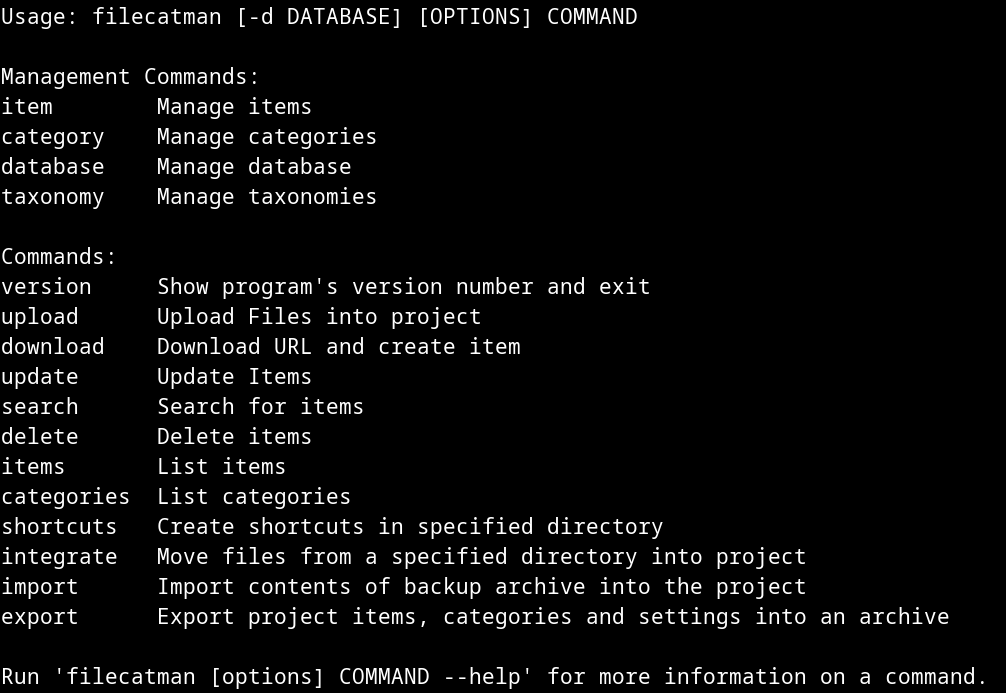 Usage: filecatman [-d DATABASE] [OPTIONS] COMMAND

Management Commands:
item        Manage items
category    Manage categories
database    Manage database
taxonomy    Manage taxonomies

Commands:
version     Show program's version number and exit
upload      Upload Files into project
download    Download URL and create item
update      Update Items
search      Search for items
delete      Delete items
items       List items
categories  List categories
shortcuts   Create shortcuts in specified directory
integrate   Move files from a specified directory into project
import      Import contents of backup archive into the project
export      Export project items, categories and settings into an archive

Run 'filecatman [options] COMMAND --help' for more information on a command.